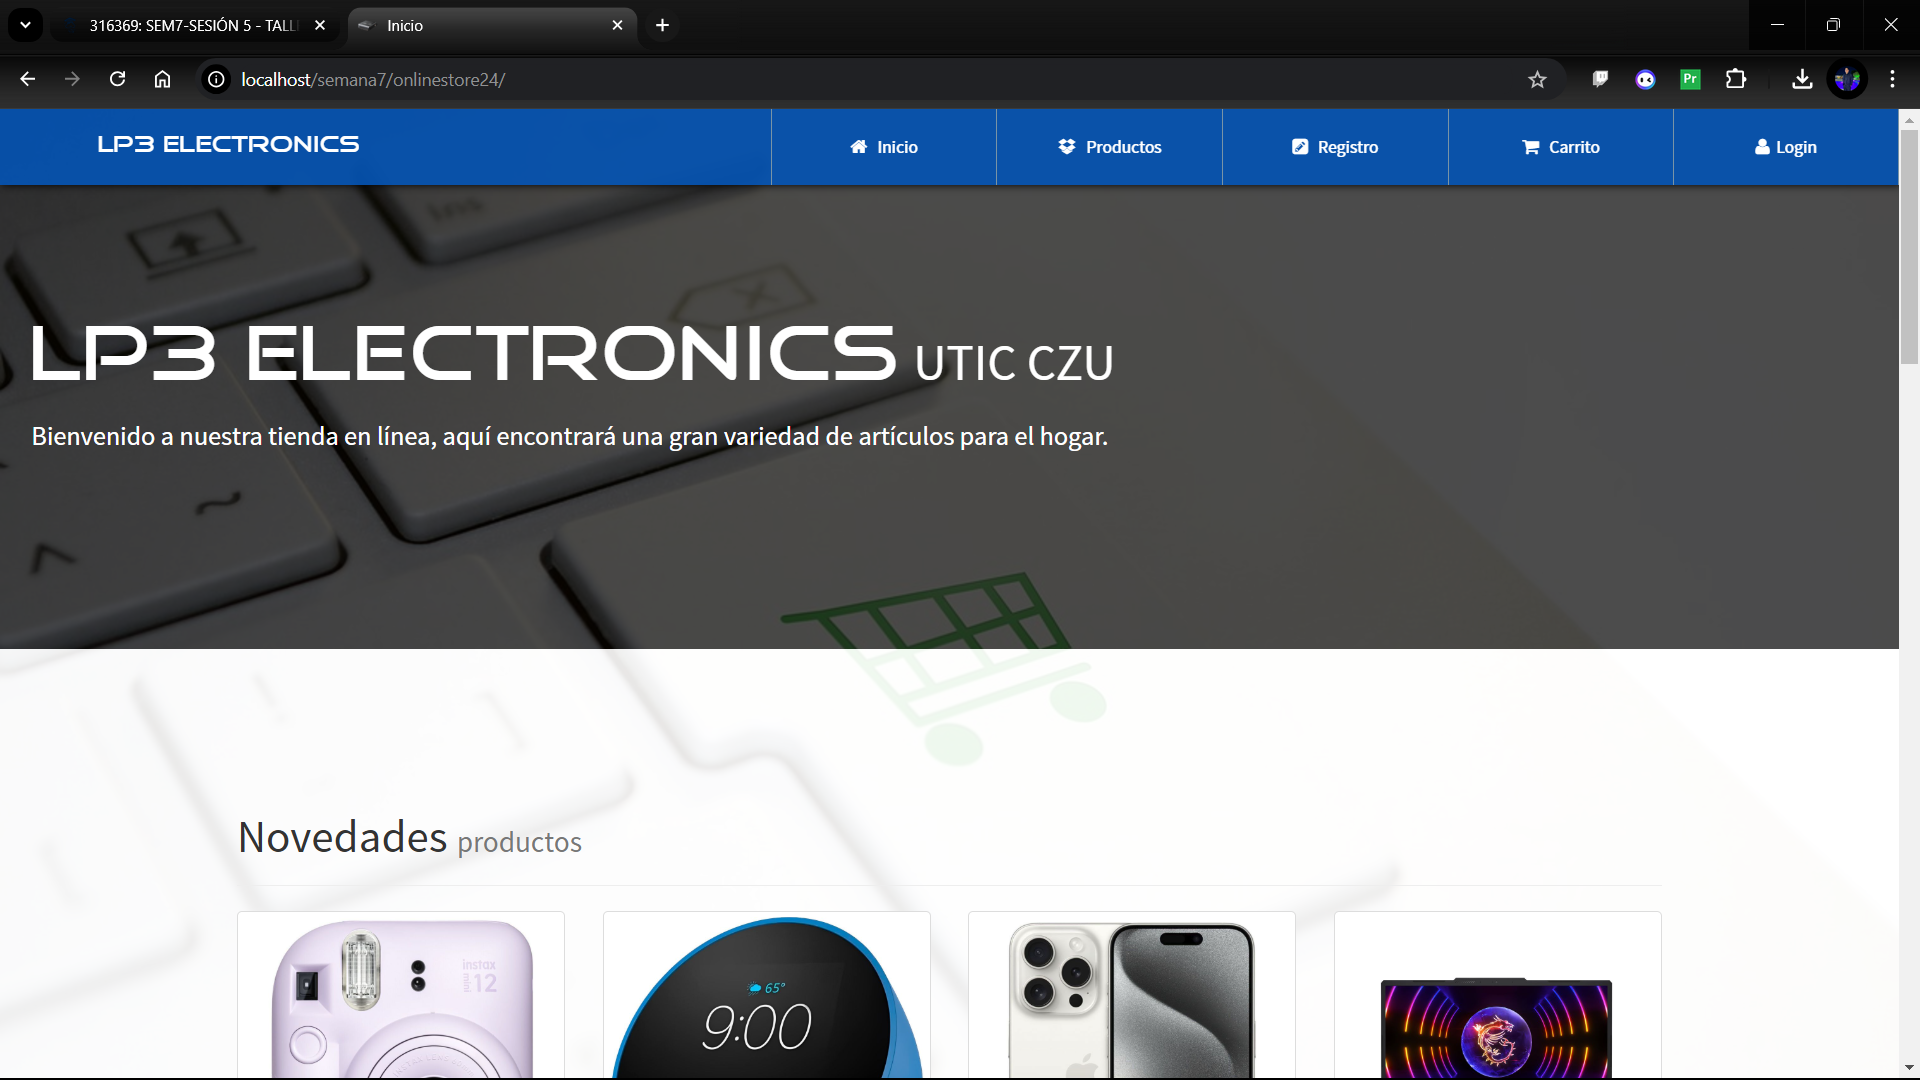 316369: SEM7-SESIÓN 5 - TALL
Inicio
localhost/semana7/onlinestore24/
Pr
LP3 ELECTRONICS
Inicio
Productos
Registro
Carrito
Login
Ins
LP3 ELECTRONICS UTIC CZU
Bienvenido a nuestra tienda en línea, aquí encontrará una gran variedad de artículos para el hogar.
Novedades productos
instax
mini 12
65°
9:00